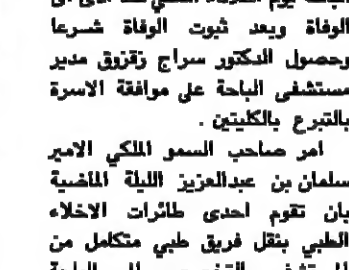 الوفاة وبعد ثبوت الوفاة شرعا
وحصول الدكتور سراج زقزوق مدير
مستشفى الباحة على موافقة الاسرة
بالتبرع بالكليتين .
امر صاحب السمو الملكي الامير
سلمان بن عبدالعزيز الليلة الماضية
بان تقوم احدى طائرات الاخلاء
الطبي بنقل فريق طبي متكامل من